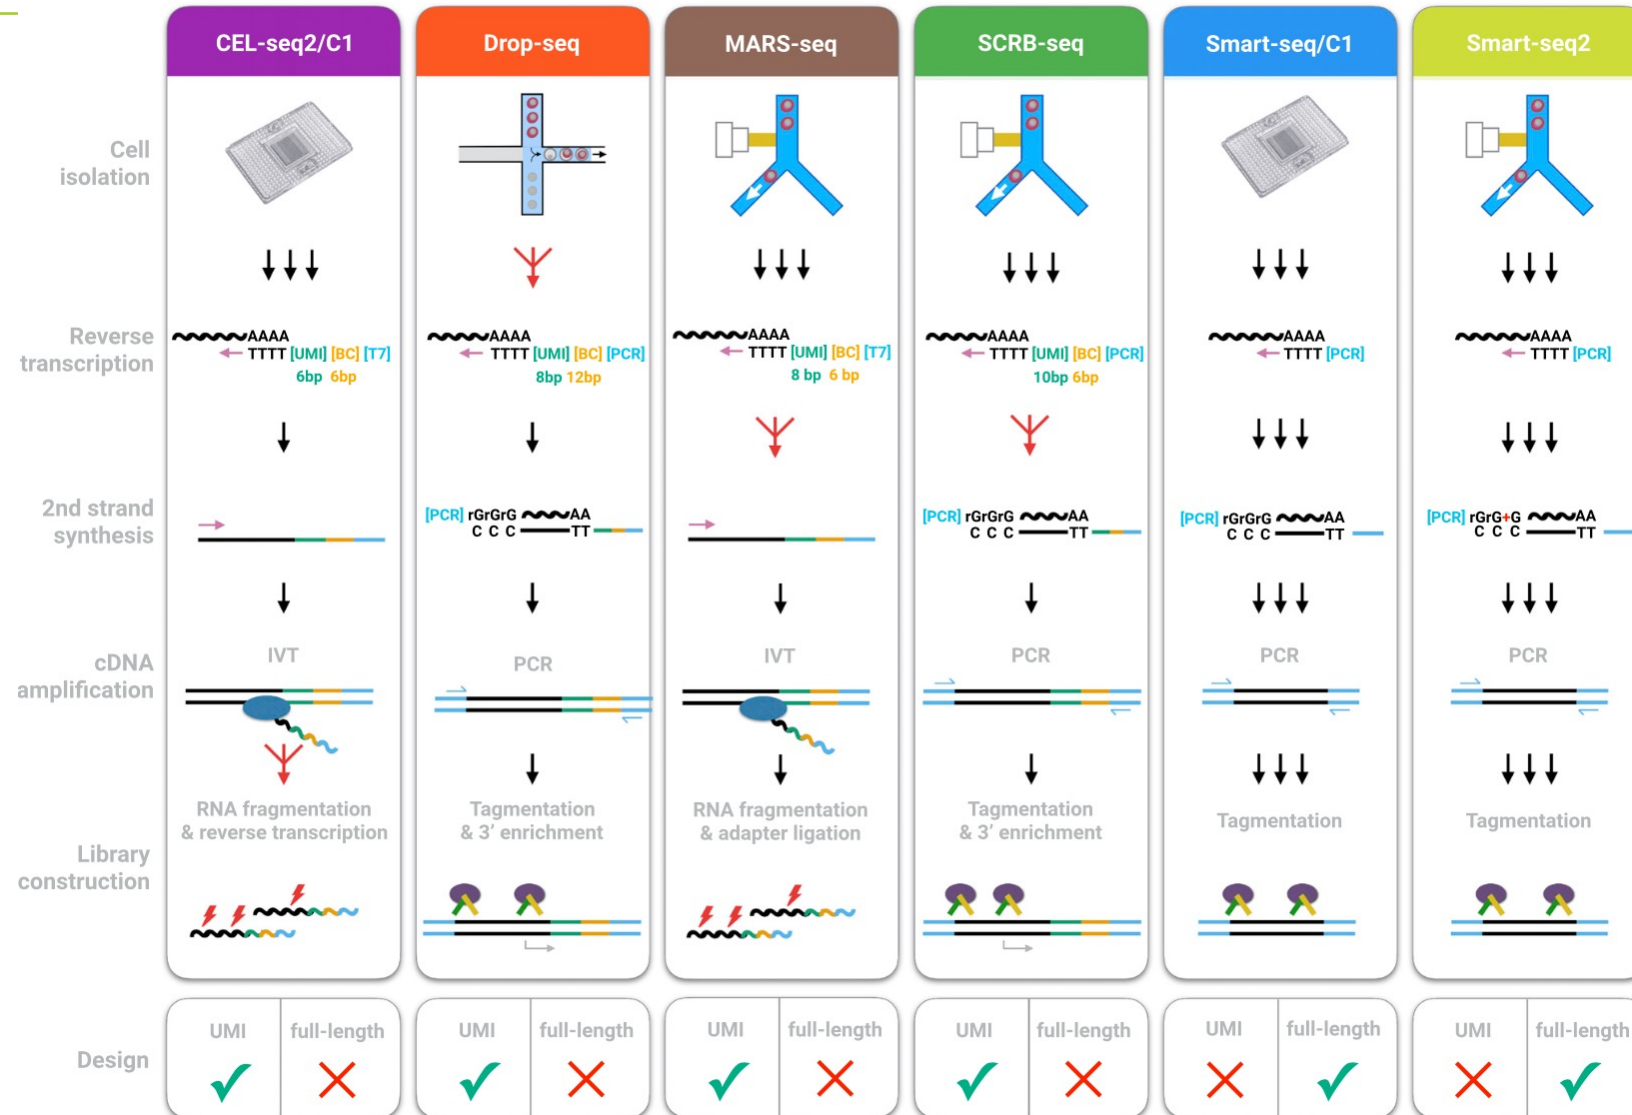 CEL-seq2/C1
Drop-seq
MARS-seq
SCRB-seq
Smart-seq/C1
Smart-seq2
Cell
isolation
Reverse
transcription
AAAA
TTTT [UMI] [BC] [T7]
6bp 6bp
AAAA
TTTT [UMI] [BC] [PCR]
8bp 12bp
AAAA
TTTT [UMI] [BC] [T7]
8 bp 6 bp
AAAA
TTTT [UMI] [BC] [PCR]
10bp 6bp
AAAA
TTTT [PCR]
AAAA
TTTT [PCR]
2nd strand
synthesis
[PCR] rGrGrG AA
C C C TT
[PCR] rGrGrG AA
C C C TT
[PCR] rGrGrG AA
C C C TT
[PCR] rGrG+G AA
C C C TT
cDNA
amplification
IVT
PCR
IVT
PCR
PCR
PCR
Library
construction
RNA fragmentation
& reverse transcription
Tagmentation
& 3’ enrichment
RNA fragmentation
& adapter ligation
Tagmentation
& 3’ enrichment
Tagmentation
Tagmentation
Design
UMI full-length
UMI full-length
UMI full-length
UMI full-length
UMI full-length
UMI full-length